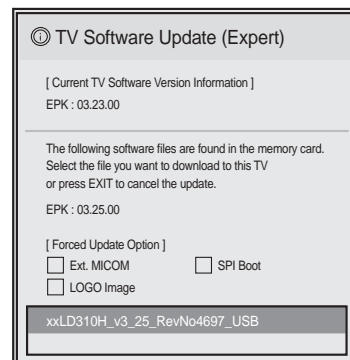 ⓘ TV Software Update (Expert)
[ Current TV Software Version Information ]
EPK : 03.23.00
The following software files are found in the memory card.
Select the file you want to download to this TV
or press EXIT to cancel the update.
EPK : 03.25.00
[ Forced Update Option ]
Ext. MICOM SPI Boot
LOGO Image
xxLD310H_v3_25_RevNo4697_USB